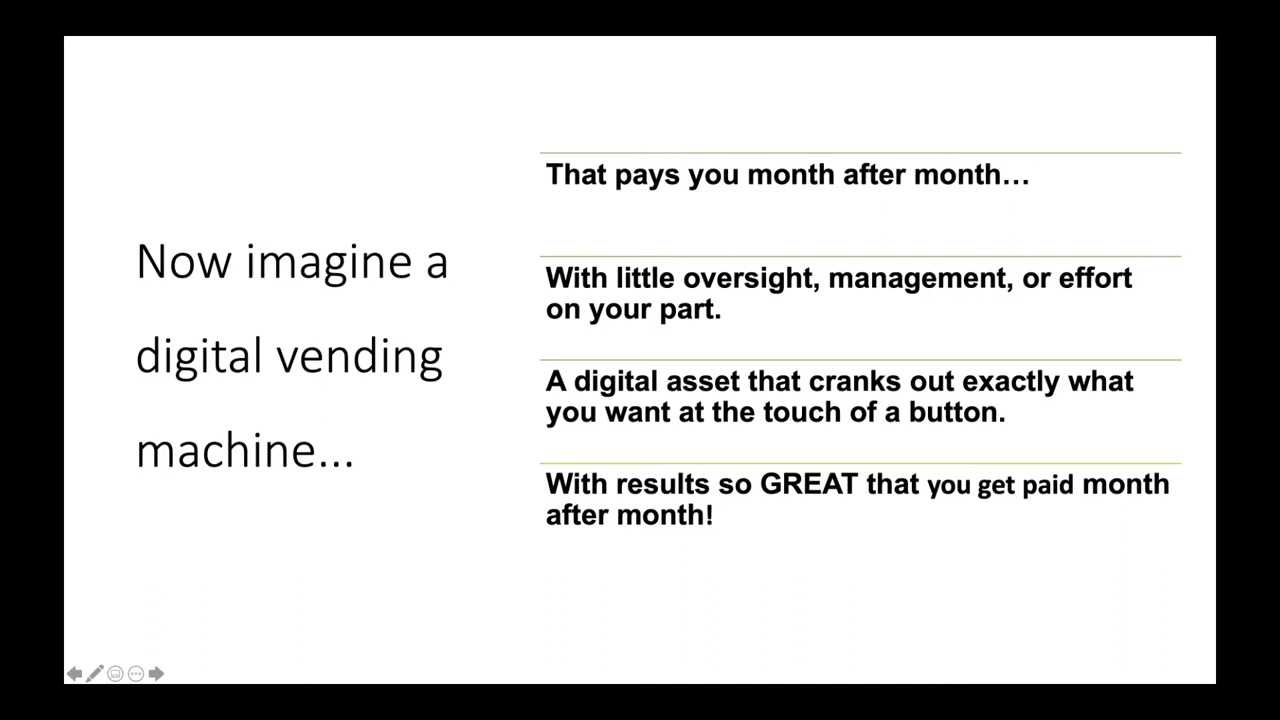 Now imagine a
digital vending
machine...
That pays you month after month…
With little oversight, management, or effort
on your part.
A digital asset that cranks out exactly what
you want at the touch of a button.
With results so GREAT that you get paid month
after month!